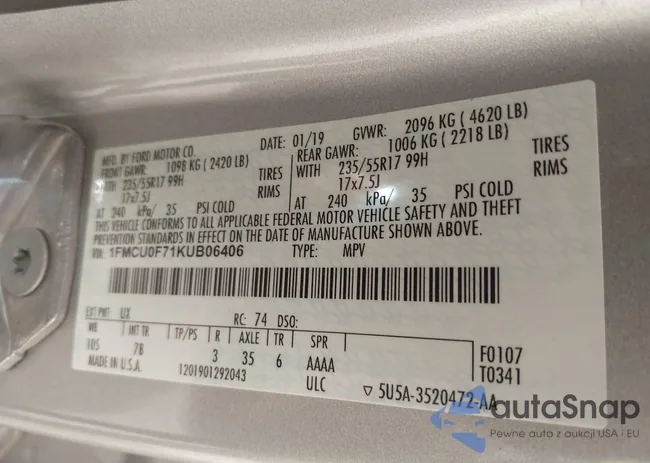 MFD. BY FORD MOTOR CO. DATE: 01/19 GVWR: 2096 KG ( 4620 LB)
FRONT GAWR: 1098 KG ( 2420 LB) REAR GAWR: 1006 KG ( 2218 LB)
WITH 235/55R17 99H TIRES WITH 235/55R17 99H TIRES
17x7.5J RIMS 17x7.5J RIMS
AT 240 kPa/ 35 PSI COLD AT 240 kPa/ 35 PSI COLD
THIS VEHICLE CONFORMS TO ALL APPLICABLE FEDERAL MOTOR VEHICLE SAFETY AND THEFT
PREVENTION STANDARDS IN EFFECT ON THE DATE OF MANUFACTURE SHOWN ABOVE.
VIN: 1FMCU0F71KUB06406 TYPE: MPV
EXT PNT: UX RC: 74 DSO:
WB INT TR TP/PS R AXLE TR SPR
105 7B 3 35 6 AAAA F0107
MADE IN U.S.A. 1201901292043 ULC T0341
▽ 5U5A-3520472-AA
autaSnap
Pewne auto z aukcji USA i EU